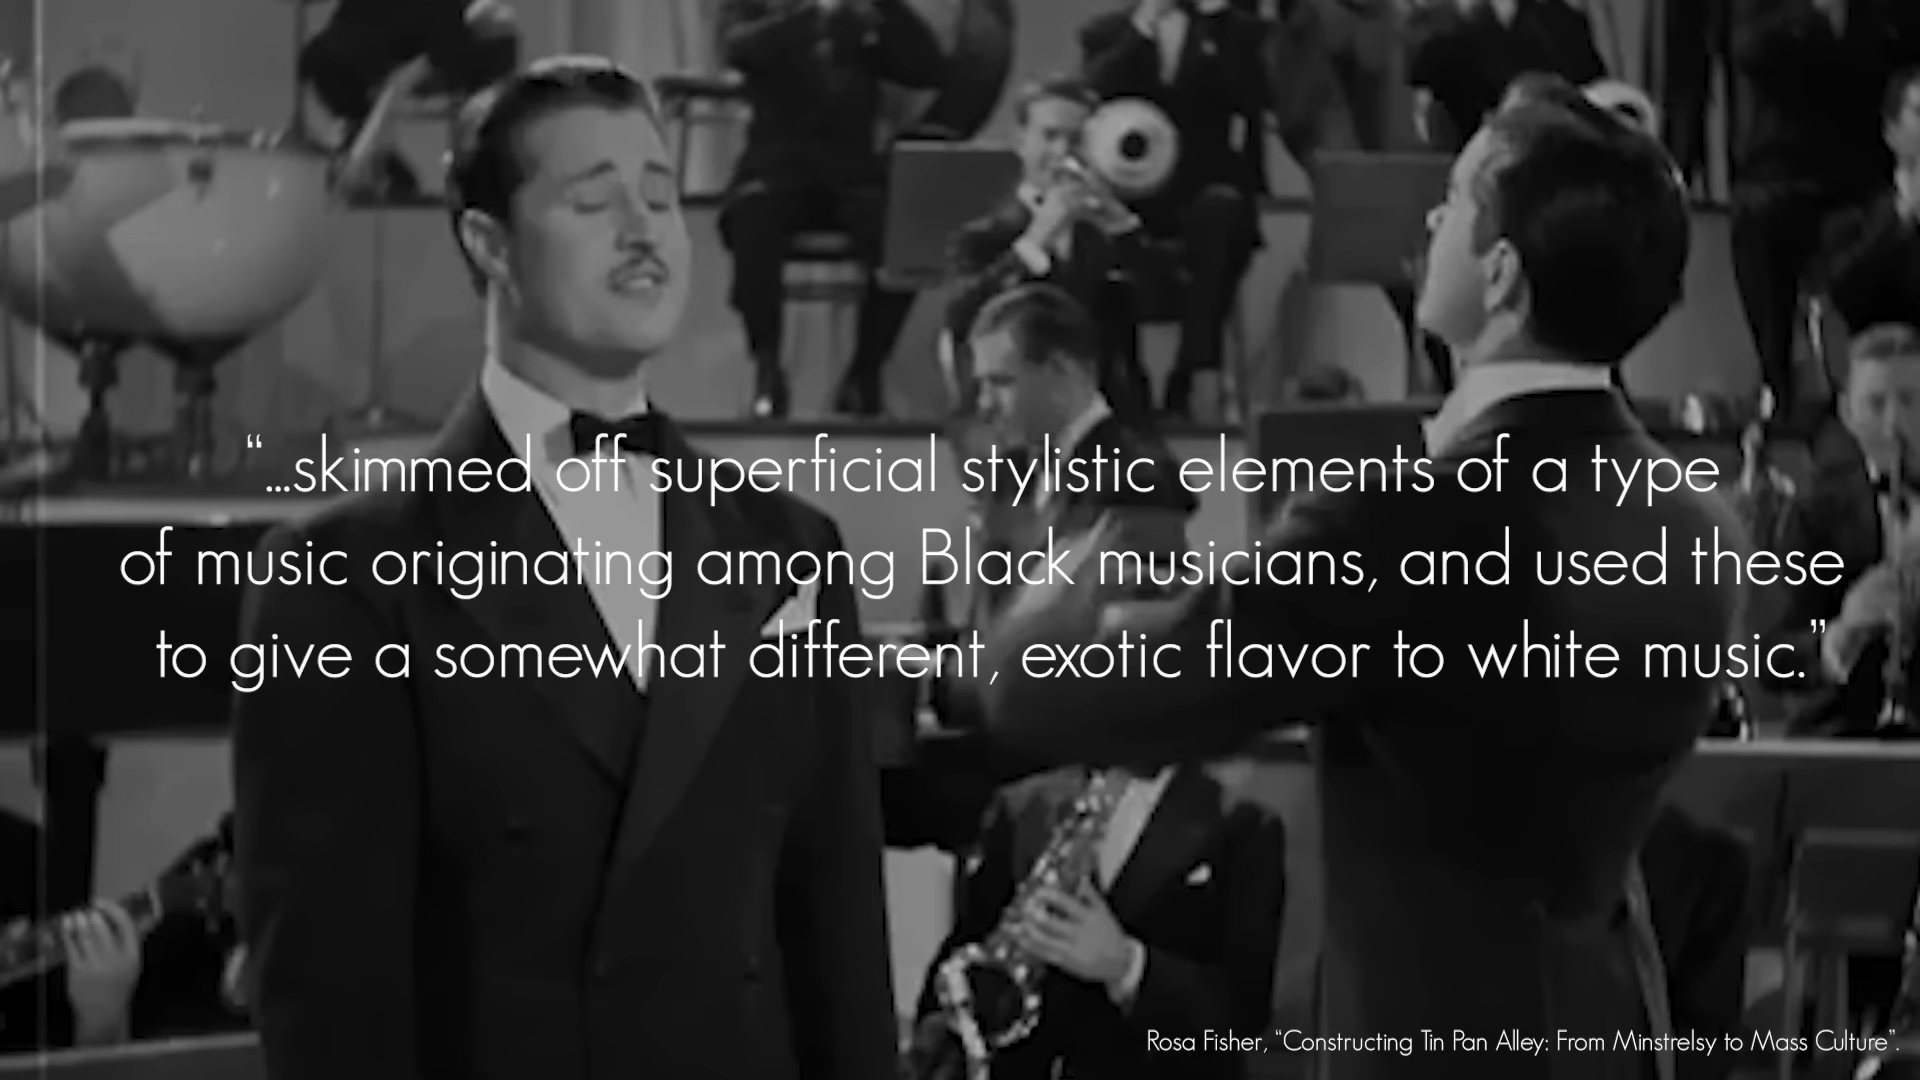 “...skimmed off superficial stylistic elements of a type
of music originating among Black musicians, and used these
to give a somewhat different, exotic flavor to white music.”
Rosa Fisher, “Constructing Tin Pan Alley: From Minstrelsy to Mass Culture”.